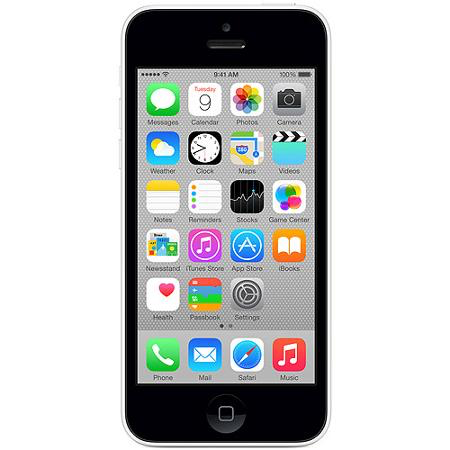 9:41 AM 100%
Tuesday
9
280
Messages Calendar Photos Camera
Weather Clock Maps Videos
Notes Reminders Stocks Game Center
Newsstand iTunes Store App Store iBooks
Health Passbook Settings
Phone Mail Safari Music